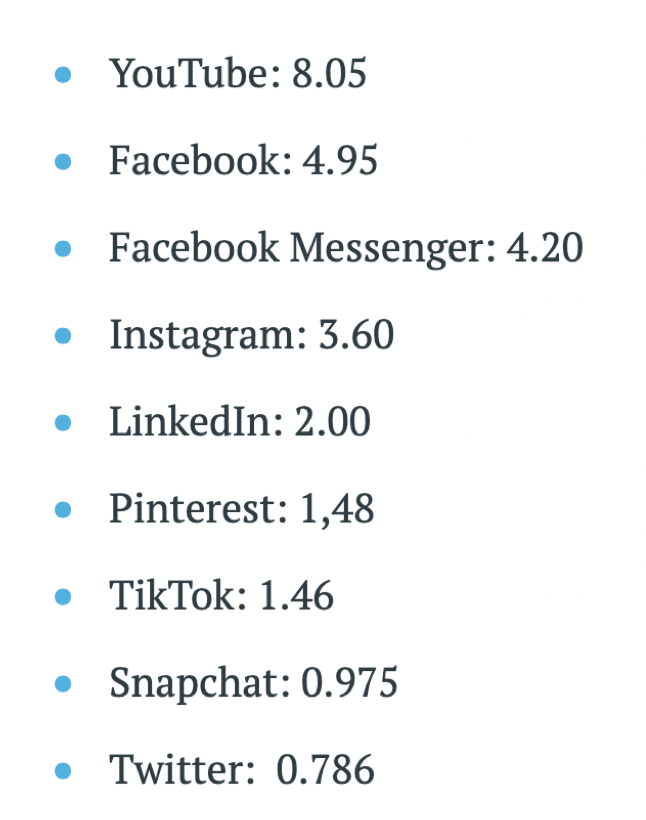 YouTube: 8.05
Facebook: 4.95
Facebook Messenger: 4.20
Instagram: 3.60
LinkedIn: 2.00
Pinterest: 1,48
TikTok: 1.46
Snapchat: 0.975
Twitter:  0.786